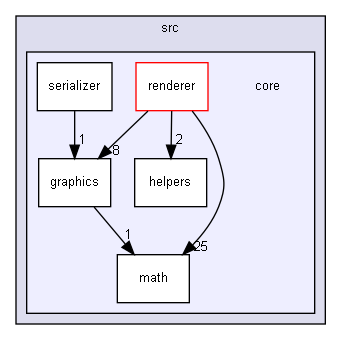 src
serializer
renderer
core
1
8
2
graphics
helpers
1
25
math